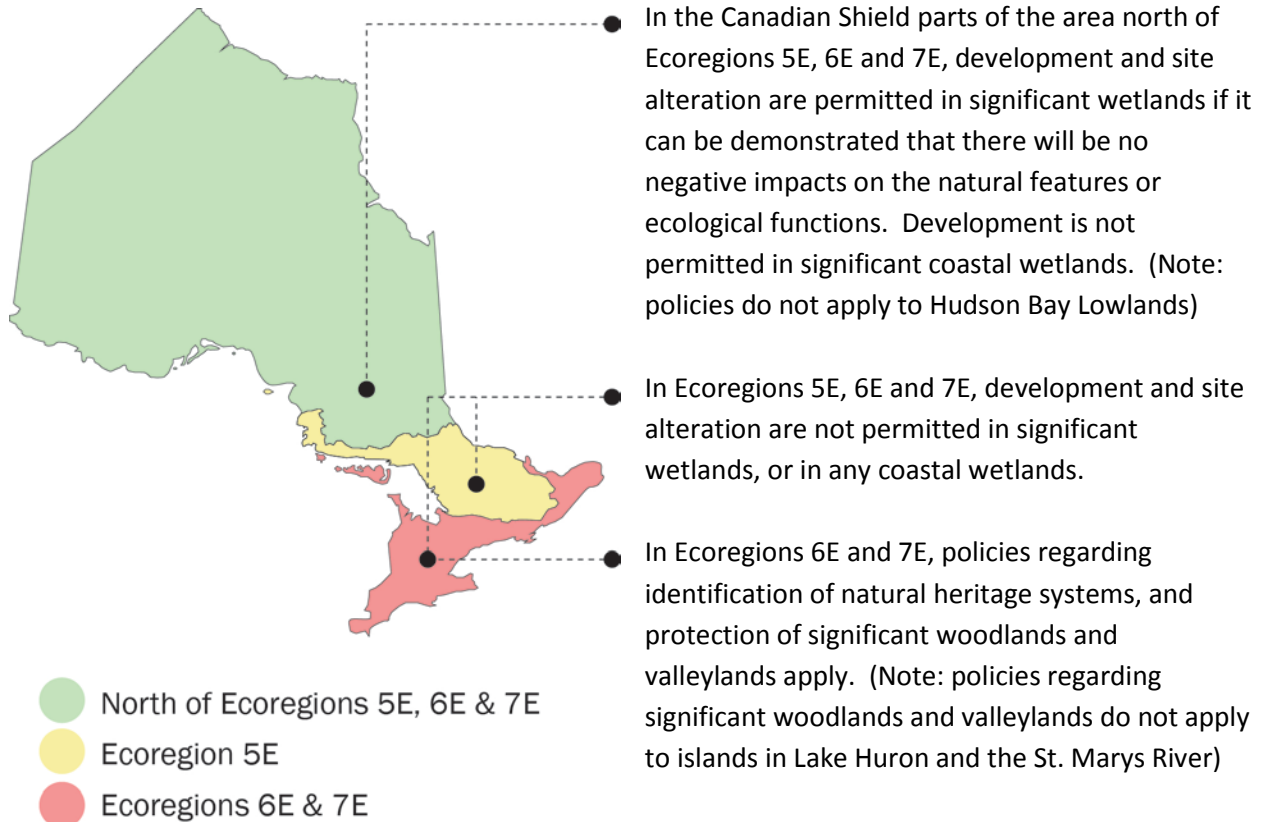 In the Canadian Shield parts of the area north of
Ecoregions 5E, 6E and 7E, development and site
alteration are permitted in significant wetlands if it
can be demonstrated that there will be no
negative impacts on the natural features or
ecological functions.  Development is not
permitted in significant coastal wetlands.  (Note:
policies do not apply to Hudson Bay Lowlands)
In Ecoregions 5E, 6E and 7E, development and site
alteration are not permitted in significant
wetlands, or in any coastal wetlands.
In Ecoregions 6E and 7E, policies regarding
identification of natural heritage systems, and
protection of significant woodlands and
valleylands apply.  (Note: policies regarding
significant woodlands and valleylands do not apply
to islands in Lake Huron and the St. Marys River)
North of Ecoregions 5E, 6E & 7E
Ecoregion 5E
Ecoregions 6E & 7E